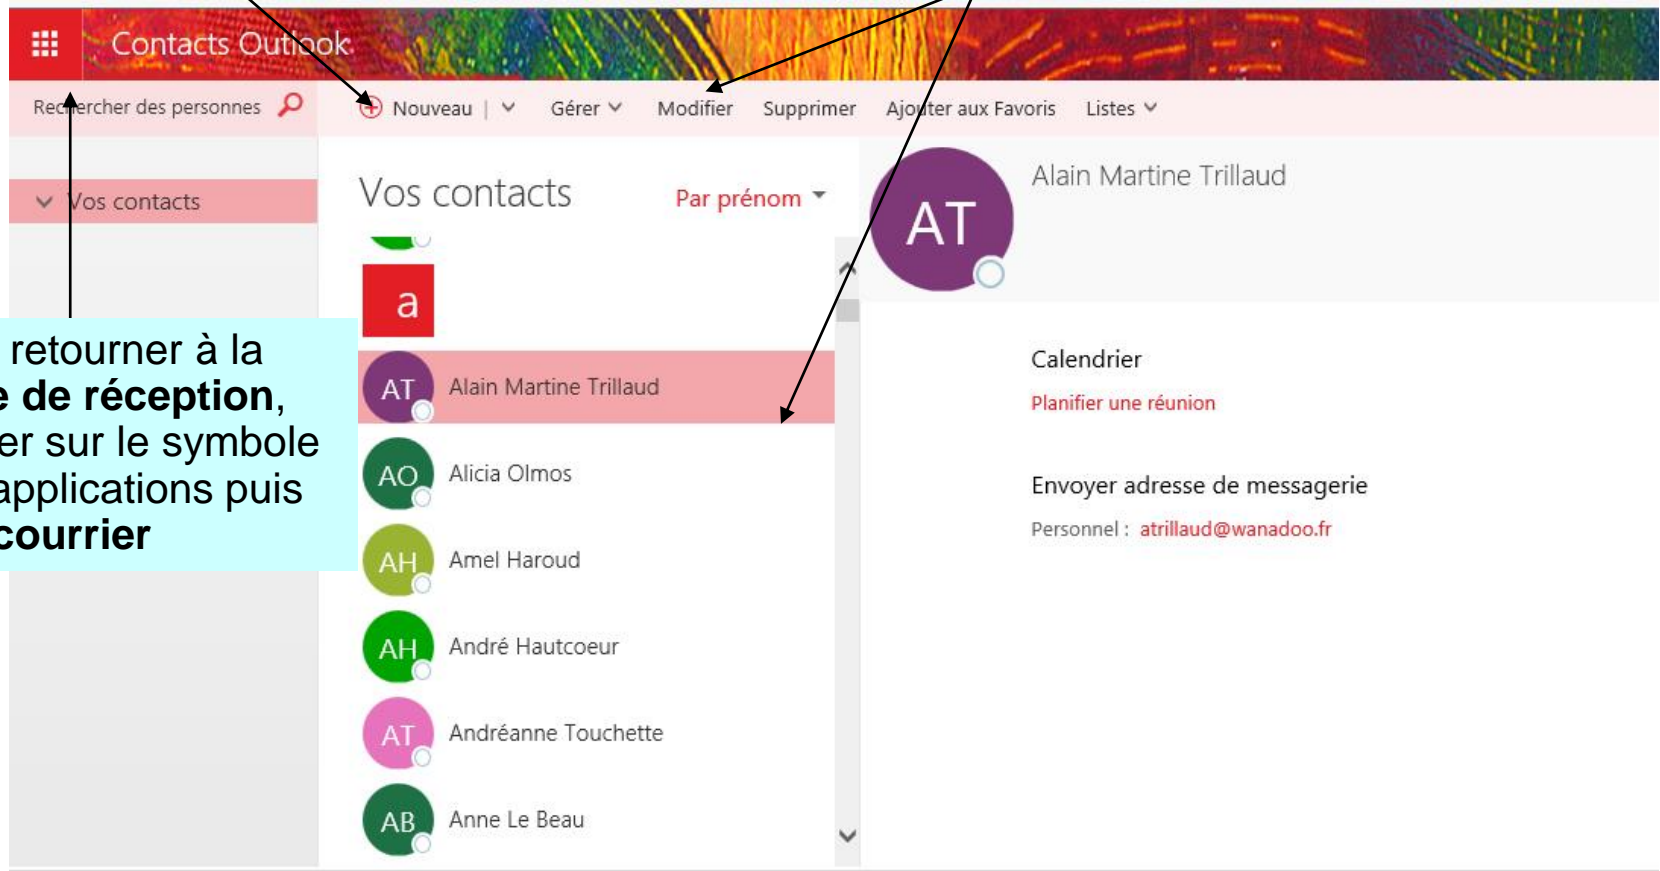 Contacts Outlook
Rechercher des personnes
Nouveau | Gérer Modifier Supprimer Ajouter aux Favoris Listes
Vos contacts
Vos contacts
Par prénom
a
AT Alain Martine Trillaud
AO Alicia Olmos
AH Amel Haroud
AH André Hautcoeur
AT Andréanne Touchette
AB Anne Le Beau
AT
Alain Martine Trillaud
Calendrier
Planifier une réunion
Envoyer adresse de messagerie
Personnel : atrillaud@wanadoo.fr
retourner à la
e de réception,
er sur le symbole
applications puis
courrier